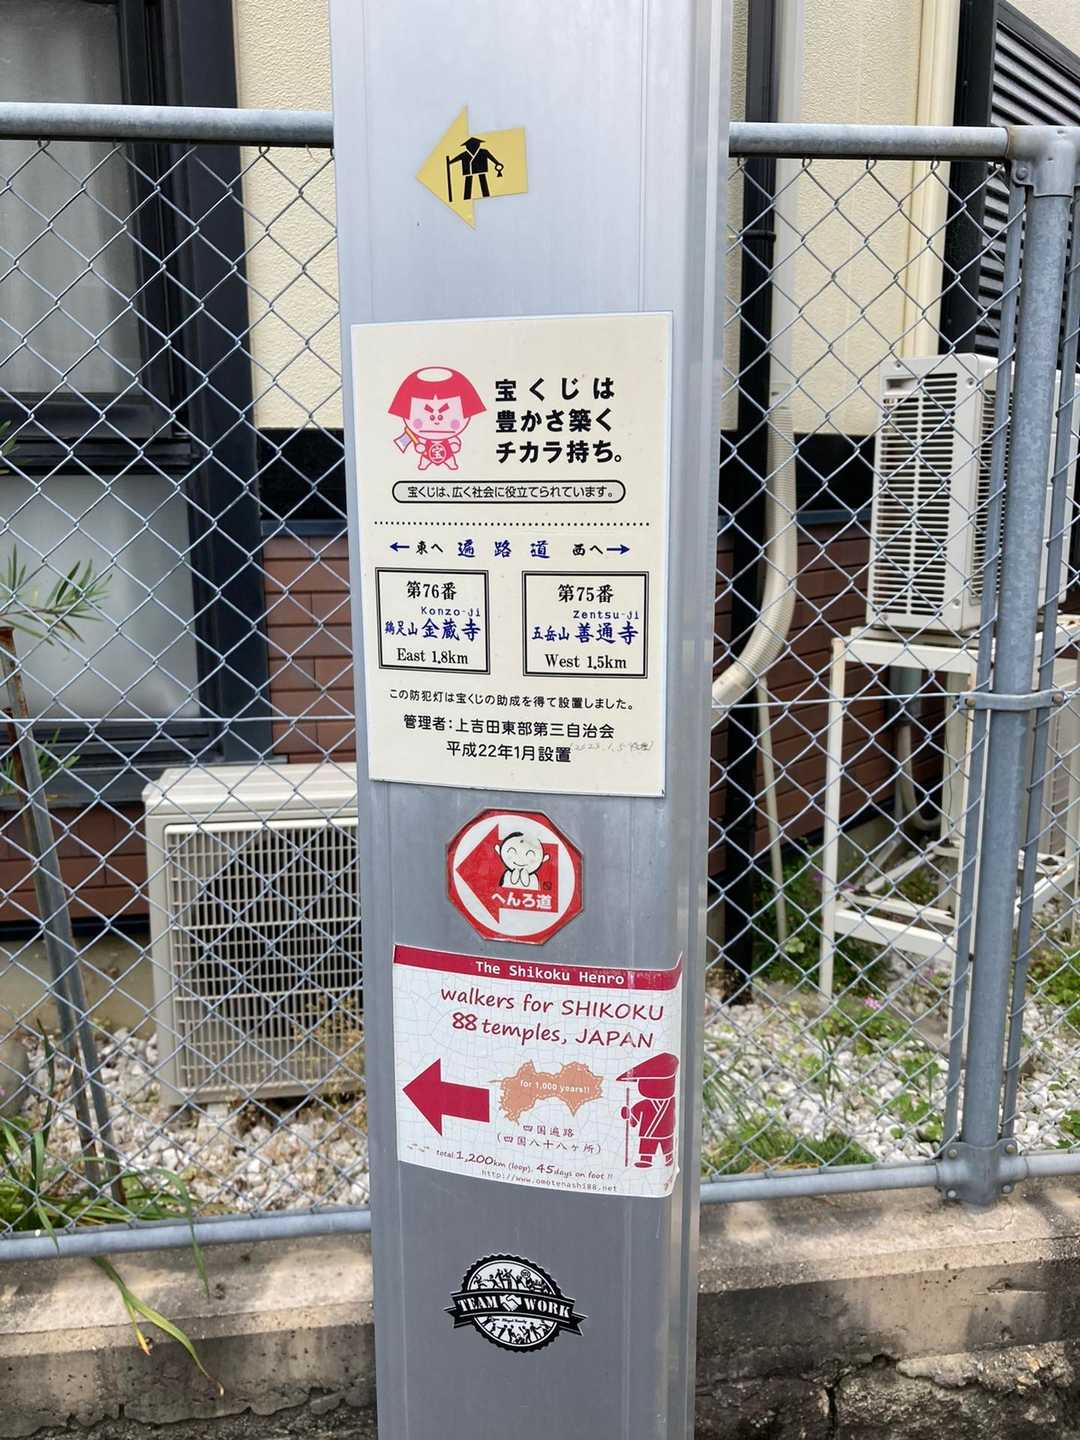 宝くじは
豊かさ築く
チカラ持ち。
宝
宝くじは、広く社会に役立てられています。
←東へ 遍路道 西へ→
第76番
Konzo-ji
鶏足山 金蔵寺
East 1.8km
第75番
Zentsu-ji
五岳山 善通寺
West 1.5km
この防犯灯は宝くじの助成を得て設置しました。
管理者:上吉田東部第三自治会
平成22年1月設置
へんろ道
The Shikoku Henro
walkers for SHIKOKU
88 temples, JAPAN
for 1,000 years!!
四国遍路
(四国八十八ヶ所)
total 1,200km (loop). 45days on foot !!
http://www.omotenashi88.net
TEAM WORK